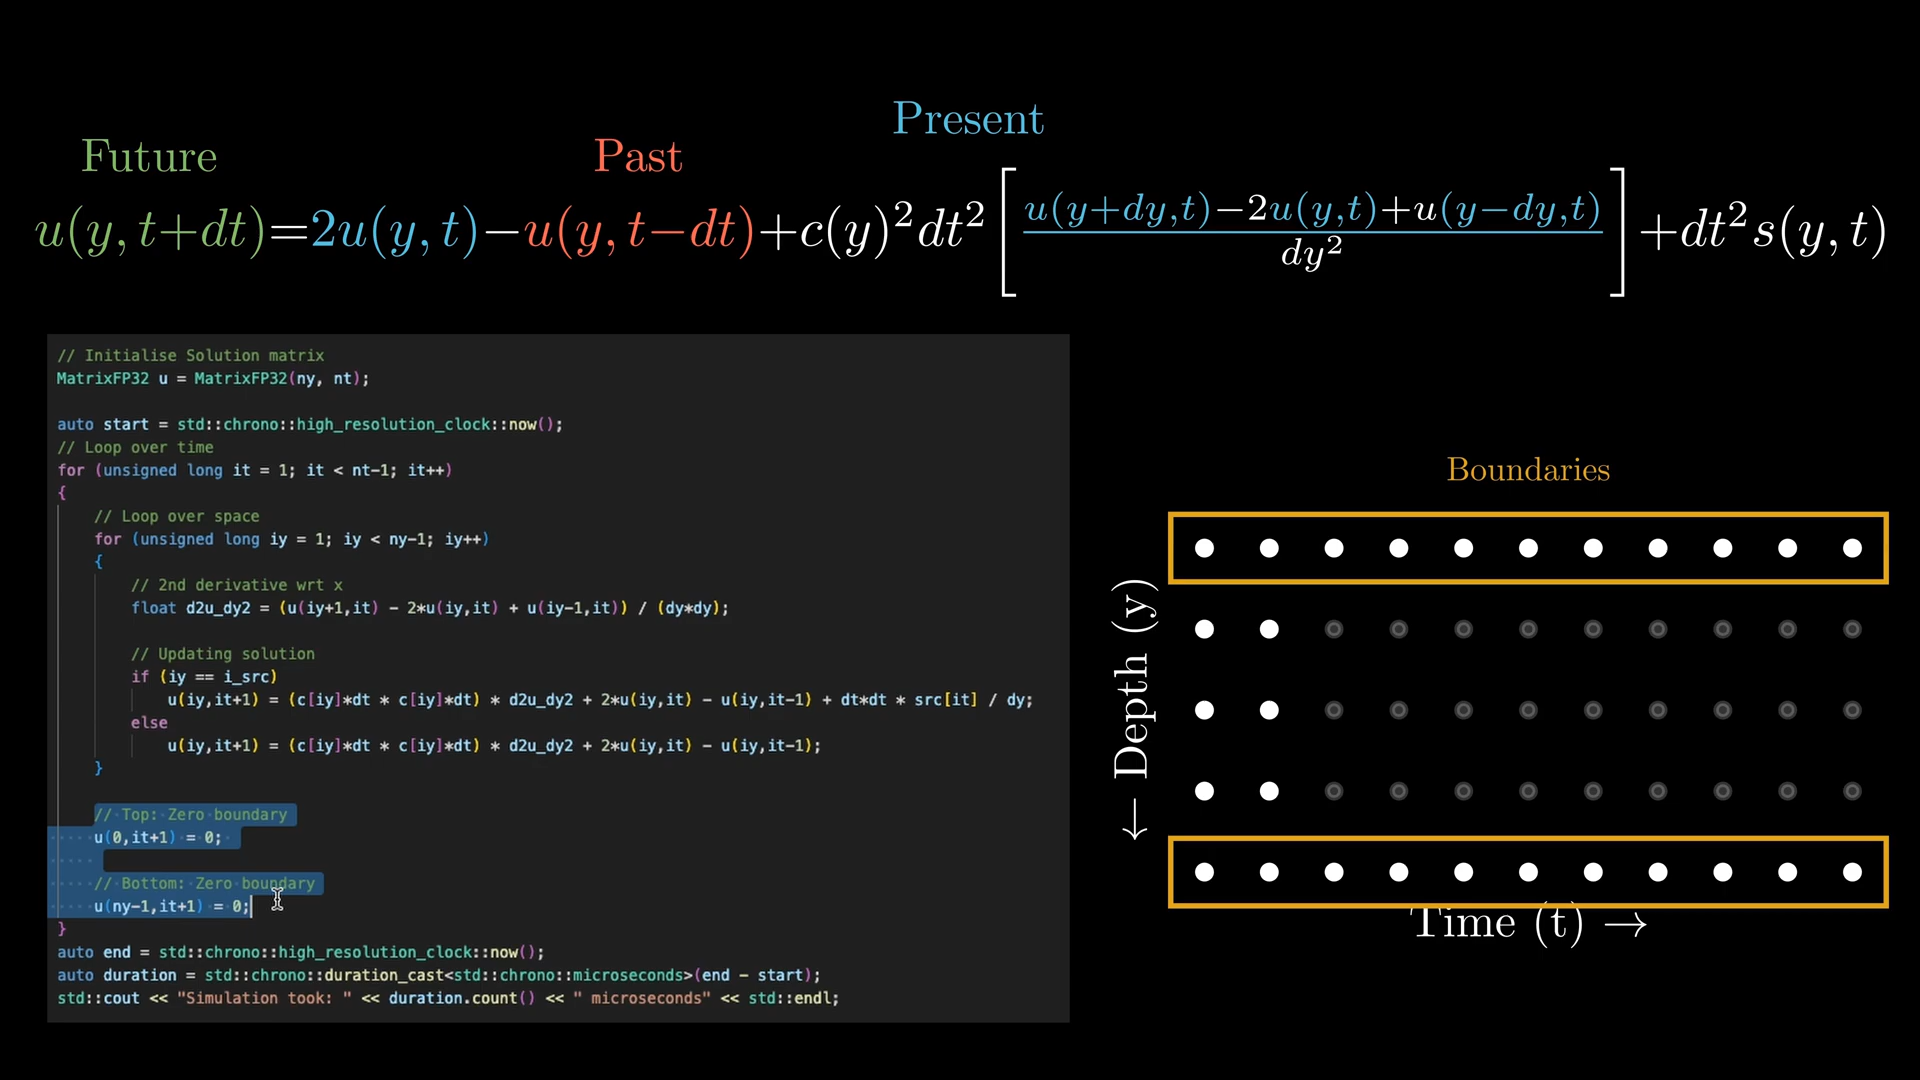 Present
Future
Past
u(y,t+dt)=2u(y,t)−u(y,t−dt)+c(y)²dt²[(u(y+dy,t)−2u(y,t)+u(y−dy,t))/dy²]+dt²s(y,t)
// Initialise Solution matrix
MatrixFP32 u = MatrixFP32(ny, nt);
auto start = std::chrono::high_resolution_clock::now();
// Loop over time
for (unsigned long it = 1; it < nt-1; it++)
{
// Loop over space
for (unsigned long iy = 1; iy < ny-1; iy++)
{
// 2nd derivative wrt x
float d2u_dy2 = (u(iy+1,it) - 2*u(iy,it) + u(iy-1,it)) / (dy*dy);
// Updating solution
if (iy == i_src)
u(iy,it+1) = (c[iy]*dt * c[iy]*dt) * d2u_dy2 + 2*u(iy,it) - u(iy,it-1) + dt*dt * src[it] / dy;
else
u(iy,it+1) = (c[iy]*dt * c[iy]*dt) * d2u_dy2 + 2*u(iy,it) - u(iy,it-1);
}
// Top: Zero boundary
u(0,it+1) = 0;
// Bottom: Zero boundary
u(ny-1,it+1) = 0;
}
auto end = std::chrono::high_resolution_clock::now();
auto duration = std::chrono::duration_cast<std::chrono::microseconds>(end - start);
std::cout << "Simulation took: " << duration.count() << " microseconds" << std::endl;
Boundaries
← Depth (y)
Time (t) →